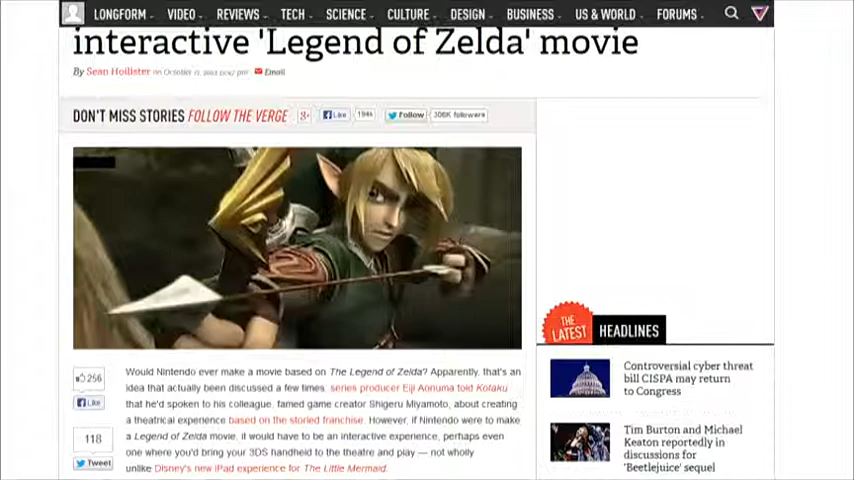 LONGFORM VIDEO REVIEWS TECH SCIENCE CULTURE DESIGN BUSINESS US & WORLD FORUMS
interactive 'Legend of Zelda' movie
By Sean Hollister on October 17, 2013 Email
DON'T MISS STORIES FOLLOW THE VERGE Like 194k Follow 306K followers
256
Like
118
Tweet
Would Nintendo ever make a movie based on The Legend of Zelda? Apparently, that's an
idea that actually been discussed a few times. series producer Eiji Aonuma told Kotaku
that he'd spoken to his colleague, famed game creator Shigeru Miyamoto, about creating
a theatrical experience based on the storied franchise. However, if Nintendo were to make
a Legend of Zelda movie, it would have to be an interactive experience, perhaps even
one where you'd bring your 3DS handheld to the theatre and play — not wholly
unlike Disney's new iPad experience for The Little Mermaid.
THE
LATEST
HEADLINES
Controversial cyber threat
bill CISPA may return
to Congress
Tim Burton and Michael
Keaton reportedly in
discussions for
'Beetlejuice' sequel